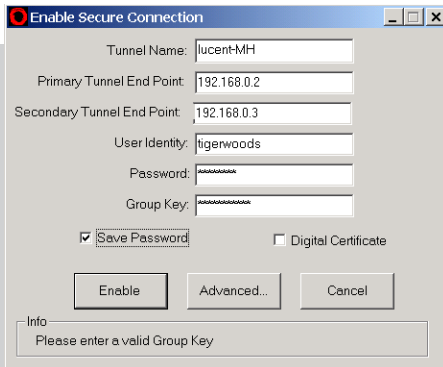 Enable Secure Connection
Tunnel Name: lucent-MH
Primary Tunnel End Point: 192.168.0.2
Secondary Tunnel End Point: 192.168.0.3
User Identity: tigerwoods
Password: ********
Group Key: ***********
Save Password Digital Certificate
Enable Advanced... Cancel
Info
Please enter a valid Group Key